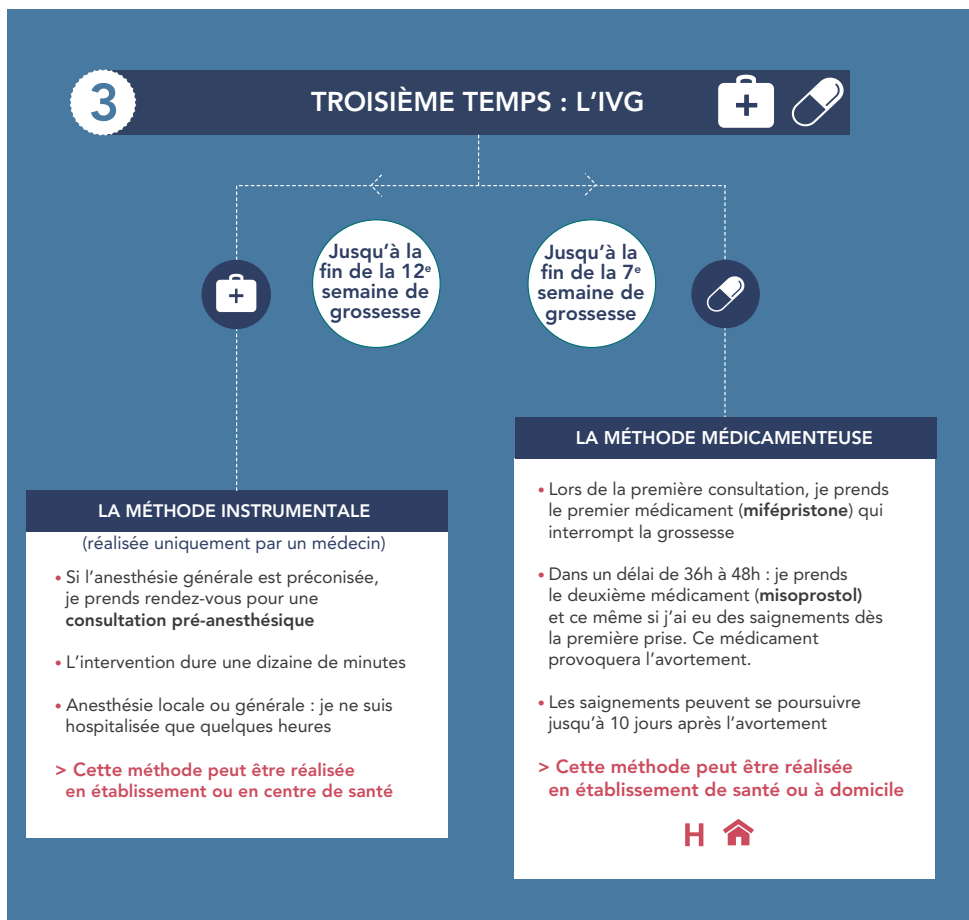 3
TROISIÈME TEMPS : L'IVG
Jusqu'à la
fin de la 12e
semaine de
grossesse
Jusqu'à la
fin de la 7e
semaine de
grossesse
LA MÉTHODE INSTRUMENTALE
(réalisée uniquement par un médecin)
• Si l'anesthésie générale est préconisée,
je prends rendez-vous pour une
consultation pré-anesthésique
• L'intervention dure une dizaine de minutes
• Anesthésie locale ou générale : je ne suis
hospitalisée que quelques heures
> Cette méthode peut être réalisée
en établissement ou en centre de santé
LA MÉTHODE MÉDICAMENTEUSE
• Lors de la première consultation, je prends
le premier médicament (mifépristone) qui
interrompt la grossesse
• Dans un délai de 36h à 48h : je prends
le deuxième médicament (misoprostol)
et ce même si j'ai eu des saignements dès
la première prise. Ce médicament
provoquera l'avortement.
• Les saignements peuvent se poursuivre
jusqu'à 10 jours après l'avortement
> Cette méthode peut être réalisée
en établissement de santé ou à domicile
H